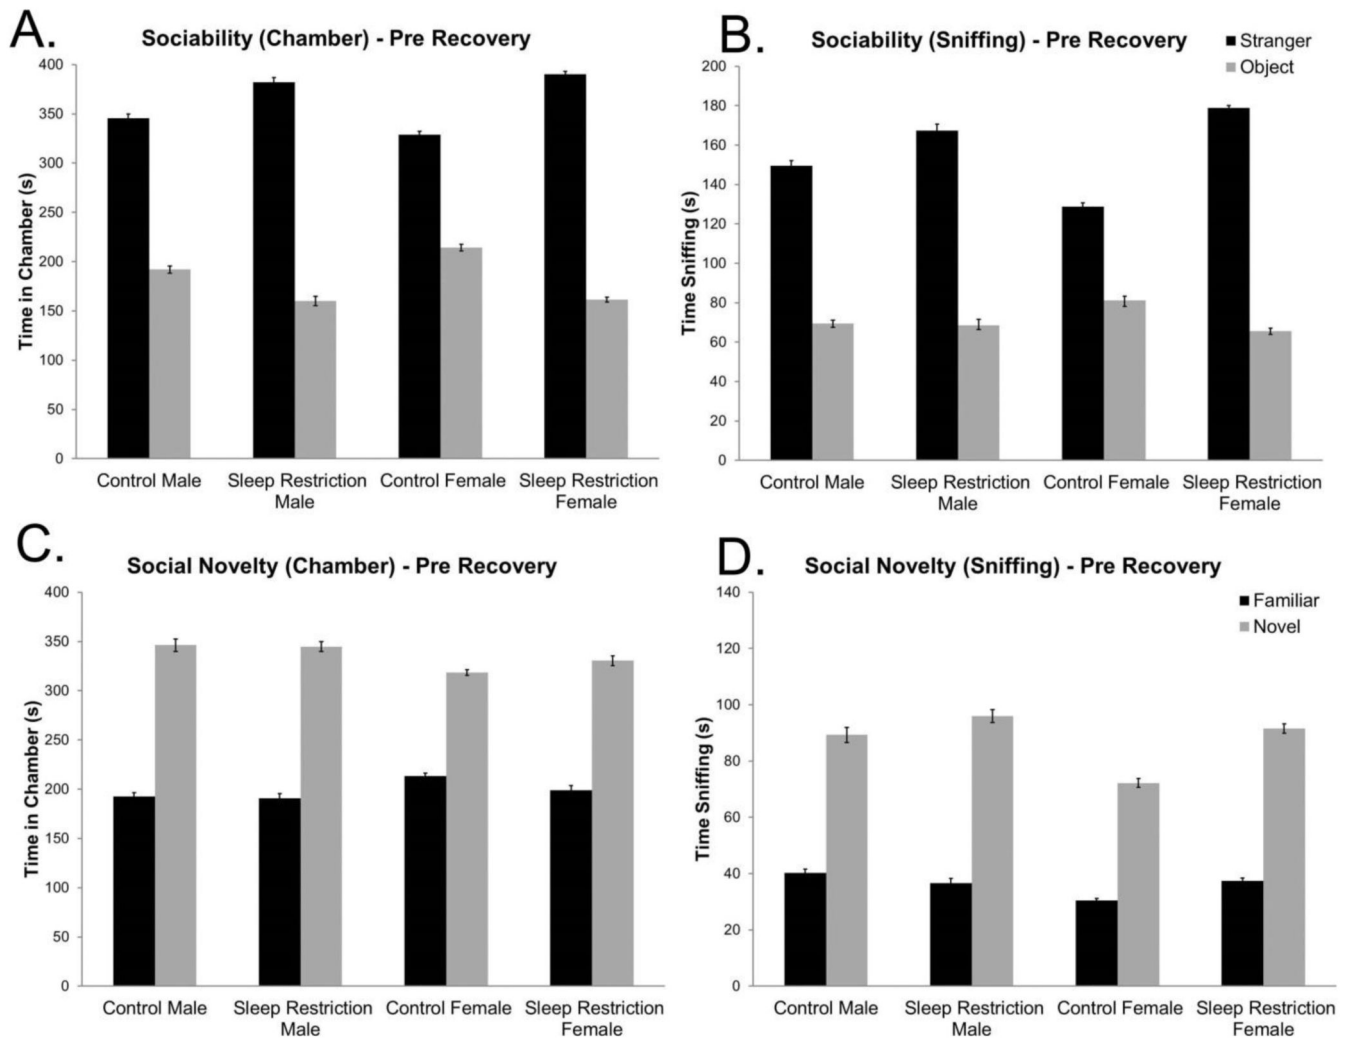 A.
Sociability (Chamber) - Pre Recovery
400
350
300
250
200
150
100
50
0
Time in Chamber (s)
Control Male
Sleep Restriction
Male
Control Female
Sleep Restriction
Female
B.
Sociability (Sniffing) - Pre Recovery
Stranger
Object
200
180
160
140
120
100
80
60
40
20
0
Time Sniffing (s)
Control Male
Sleep Restriction
Male
Control Female
Sleep Restriction
Female
C.
Social Novelty (Chamber) - Pre Recovery
400
350
300
250
200
150
100
50
0
Time in Chamber (s)
Control Male
Sleep Restriction
Male
Control Female
Sleep Restriction
Female
D.
Social Novelty (Sniffing) - Pre Recovery
Familiar
Novel
140
120
100
80
60
40
20
0
Time Sniffing (s)
Control Male
Sleep Restriction
Male
Control Female
Sleep Restriction
Female